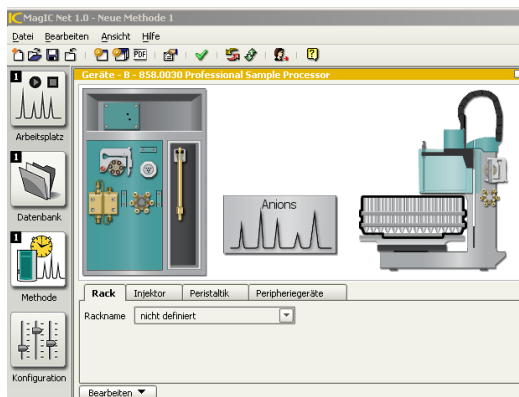 MagIC Net 1.0 - Neue Methode 1
Datei Bearbeiten Ansicht Hilfe
PDF
Geräte - B - 858.0030 Professional Sample Processor
1
Arbeitsplatz
1
Datenbank
1
Methode
Konfiguration
Anions
Rack Injektor Peristaltik Peripheriegeräte
Rackname nicht definiert
Bearbeiten